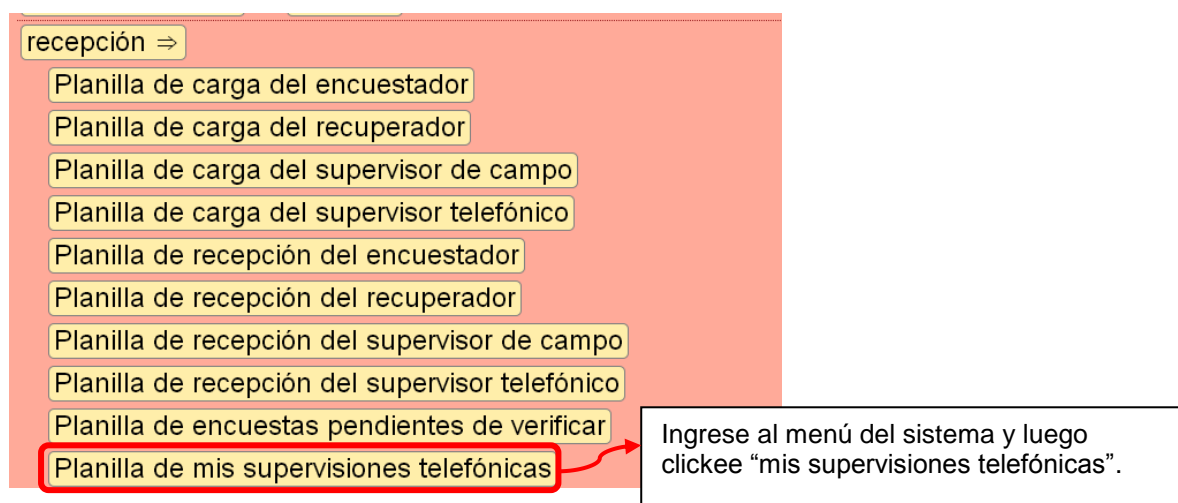 recepción ⇒
Planilla de carga del encuestador
Planilla de carga del recuperador
Planilla de carga del supervisor de campo
Planilla de carga del supervisor telefónico
Planilla de recepción del encuestador
Planilla de recepción del recuperador
Planilla de recepción del supervisor de campo
Planilla de recepción del supervisor telefónico
Planilla de encuestas pendientes de verificar
Planilla de mis supervisiones telefónicas
Ingrese al menú del sistema y luego
clickee “mis supervisiones telefónicas”.